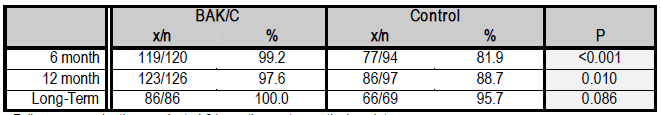 BAK/C Control
x/n % x/n % P
6 month 119/120 99.2 77/94 81.9 <0.001
12 month 123/126 97.6 86/97 88.7 0.010
Long-Term 86/86 100.0 66/69 95.7 0.086